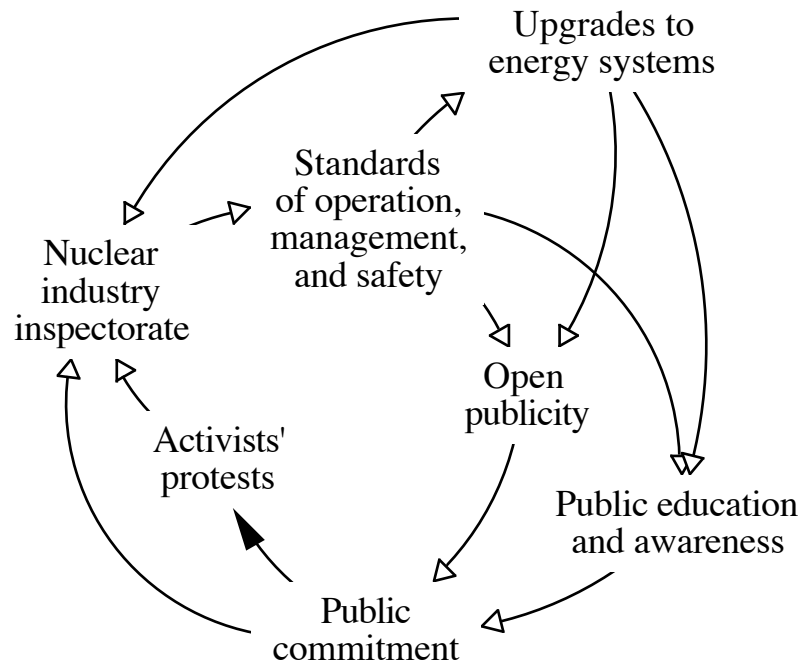 Upgrades to
energy systems
Standards
of operation,
management,
and safety
Nuclear
industry
inspectorate
Open
publicity
Activists'
protests
Public education
and awareness
Public
commitment